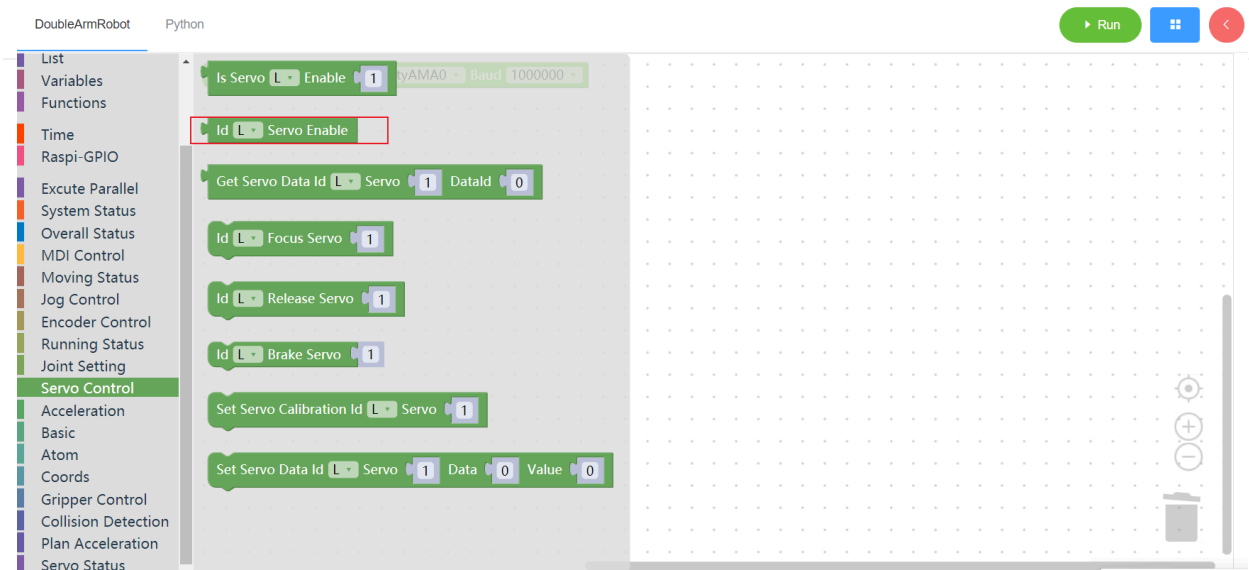 DoubleArmRobot Python Run
List
Variables
Functions
Time
Raspi-GPIO
Excute Parallel
System Status
Overall Status
MDI Control
Moving Status
Jog Control
Encoder Control
Running Status
Joint Setting
Servo Control
Acceleration
Basic
Atom
Coords
Gripper Control
Collision Detection
Plan Acceleration
Servo Status
Is Servo L Enable 1
tyAMA0 Baud 1000000
Id L Servo Enable
Get Servo Data Id L Servo 1 DataId 0
Id L Focus Servo 1
Id L Release Servo 1
Id L Brake Servo 1
Set Servo Calibration Id L Servo 1
Set Servo Data Id L Servo 1 Data 0 Value 0